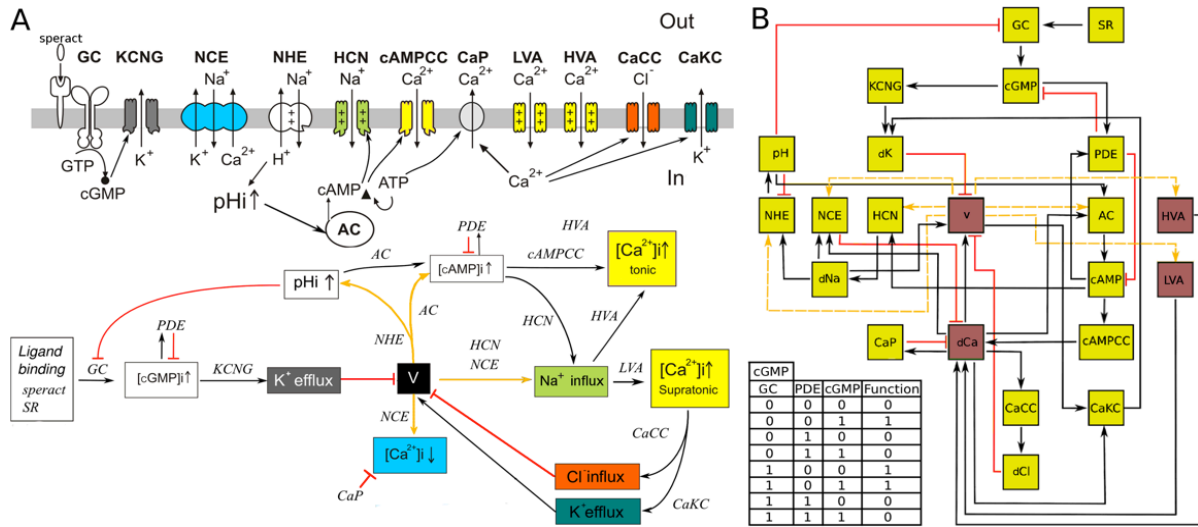 A
Out
speract
GC KCNG NCE NHE HCN cAMPCC CaP LVA HVA CaCC CaKC
Na⁺ Na⁺ Na⁺ Ca²⁺ Ca²⁺ Ca²⁺ Ca²⁺ Cl⁻
++ ++ ++ ++ ++ ++ ++
GTP K⁺ K⁺ Ca²⁺ H⁺ K⁺
cGMP
cAMP ATP Ca²⁺ In
pHi↑
AC
PDE HVA
AC [cAMP]i↑ cAMPCC [Ca²⁺]i↑
tonic
pHi ↑
AC
HCN HVA
PDE NHE
Ligand
binding
speract
SR
GC [cGMP]i↑ KCNG K⁺ efflux V HCN
NCE
Na⁺ influx LVA [Ca²⁺]i↑
Supratonic
NCE
[Ca²⁺]i ↓
CaP
CaCC
Cl⁻influx
K⁺efflux
CaKC
B
GC SR
KCNG cGMP
pH dK PDE
NHE NCE HCN V AC HVA
dNa cAMP LVA
CaP dCa cAMPCC
CaCC CaKC
dCl
cGMP
GC PDE cGMP Function
0 0 0 0
0 0 1 1
0 1 0 0
0 1 1 0
1 0 0 1
1 0 1 1
1 1 0 0
1 1 1 0